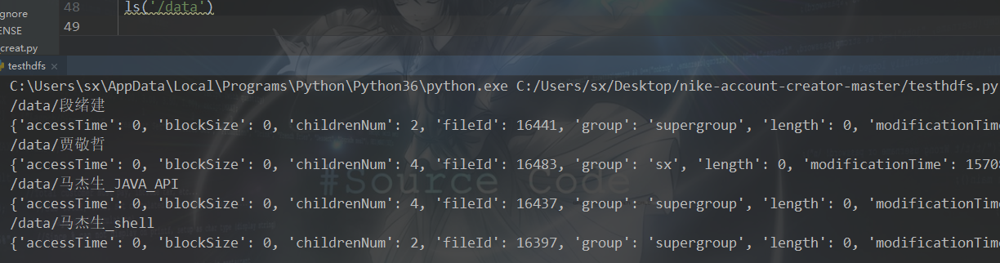 gnore
48 ls('/data')
ENSE
49
creat.py
testhdfs ×
C:\Users\sx\AppData\Local\Programs\Python\Python36\python.exe C:/Users/sx/Desktop/nike-account-creator-master/testhdfs.py
/data/段绪建
{'accessTime': 0, 'blockSize': 0, 'childrenNum': 2, 'fileId': 16441, 'group': 'supergroup', 'length': 0, 'modificationTime
/data/贾敬哲
{'accessTime': 0, 'blockSize': 0, 'childrenNum': 4, 'fileId': 16483, 'group': 'sx', 'length': 0, 'modificationTime': 15708
#Source Code
/data/马杰生_JAVA_API
{'accessTime': 0, 'blockSize': 0, 'childrenNum': 4, 'fileId': 16437, 'group': 'supergroup', 'length': 0, 'modificationTime
/data/马杰生_shell
{'accessTime': 0, 'blockSize': 0, 'childrenNum': 2, 'fileId': 16397, 'group': 'supergroup', 'length': 0, 'modificationTime